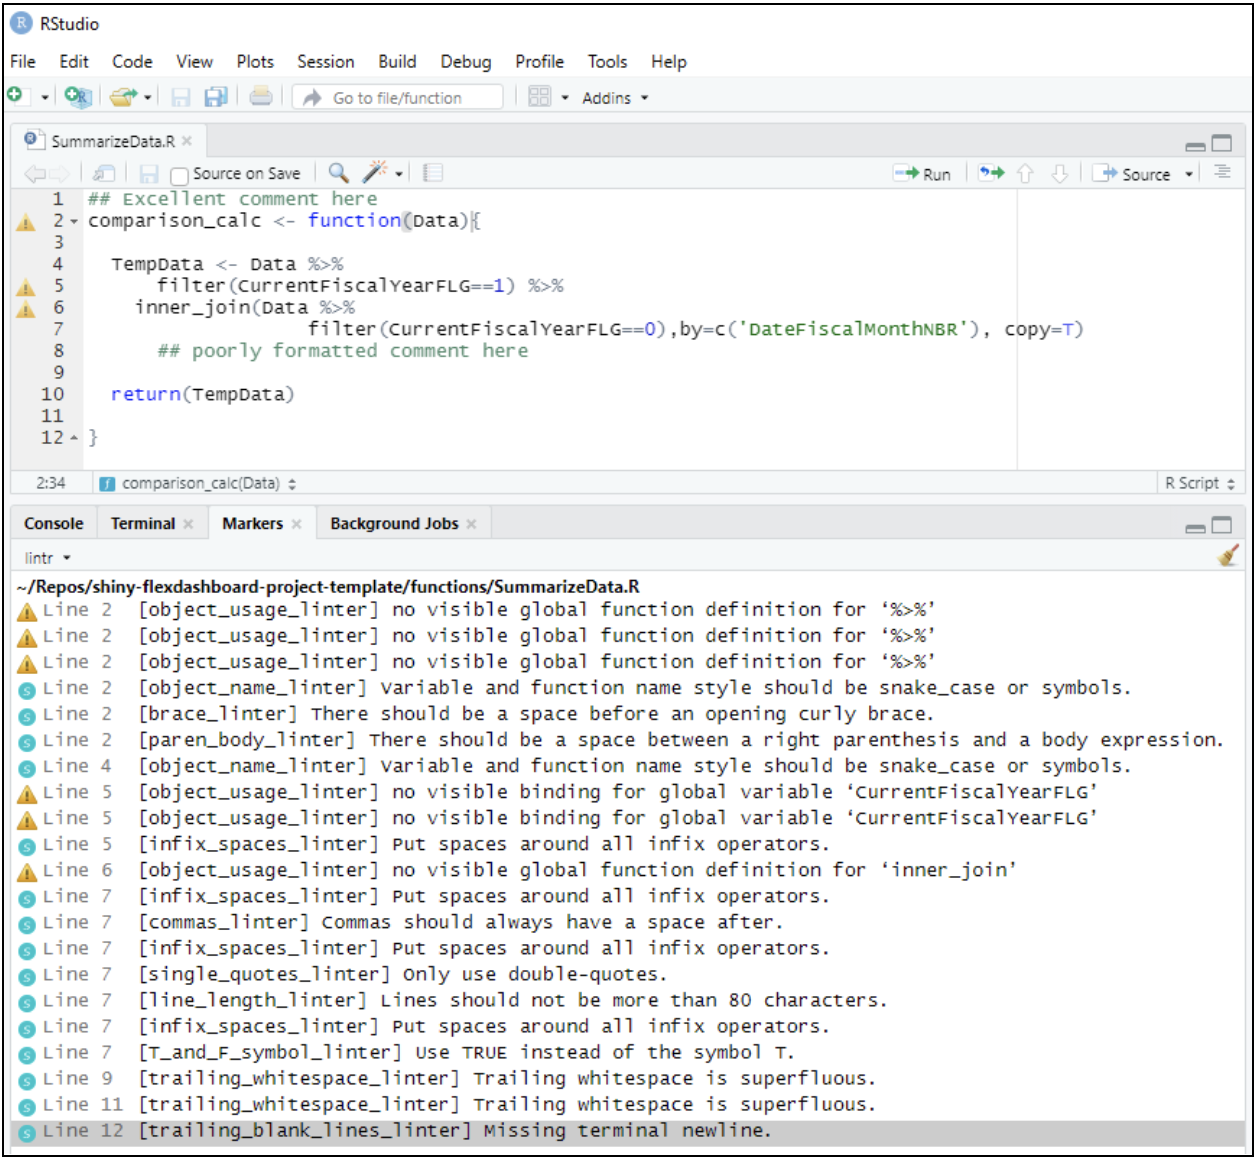 RStudio
File Edit Code View Plots Session Build Debug Profile Tools Help
Go to file/function Addins
SummarizeData.R
Source on Save Run Source
1 ## Excellent comment here
2 comparison_calc <- function(Data){
3
4 TempData <- Data %>%
5 filter(CurrentFiscalYearFLG==1) %>%
6 inner_join(Data %>%
7 filter(CurrentFiscalYearFLG==0),by=c('DateFiscalMonthNBR'), copy=T)
8 ## poorly formatted comment here
9
10 return(TempData)
11
12 }
2:34 comparison_calc(Data) R Script
Console Terminal Markers Background Jobs
lintr
~/Repos/shiny-flexdashboard-project-template/functions/SummarizeData.R
Line 2 [object_usage_linter] no visible global function definition for ‘%>%’
Line 2 [object_usage_linter] no visible global function definition for ‘%>%’
Line 2 [object_usage_linter] no visible global function definition for ‘%>%’
Line 2 [object_name_linter] Variable and function name style should be snake_case or symbols.
Line 2 [brace_linter] There should be a space before an opening curly brace.
Line 2 [paren_body_linter] There should be a space between a right parenthesis and a body expression.
Line 4 [object_name_linter] Variable and function name style should be snake_case or symbols.
Line 5 [object_usage_linter] no visible binding for global variable ‘CurrentFiscalYearFLG’
Line 5 [object_usage_linter] no visible binding for global variable ‘CurrentFiscalYearFLG’
Line 5 [infix_spaces_linter] Put spaces around all infix operators.
Line 6 [object_usage_linter] no visible global function definition for ‘inner_join’
Line 7 [infix_spaces_linter] Put spaces around all infix operators.
Line 7 [commas_linter] Commas should always have a space after.
Line 7 [infix_spaces_linter] Put spaces around all infix operators.
Line 7 [single_quotes_linter] Only use double-quotes.
Line 7 [line_length_linter] Lines should not be more than 80 characters.
Line 7 [infix_spaces_linter] Put spaces around all infix operators.
Line 7 [T_and_F_symbol_linter] Use TRUE instead of the symbol T.
Line 9 [trailing_whitespace_linter] Trailing whitespace is superfluous.
Line 11 [trailing_whitespace_linter] Trailing whitespace is superfluous.
Line 12 [trailing_blank_lines_linter] Missing terminal newline.